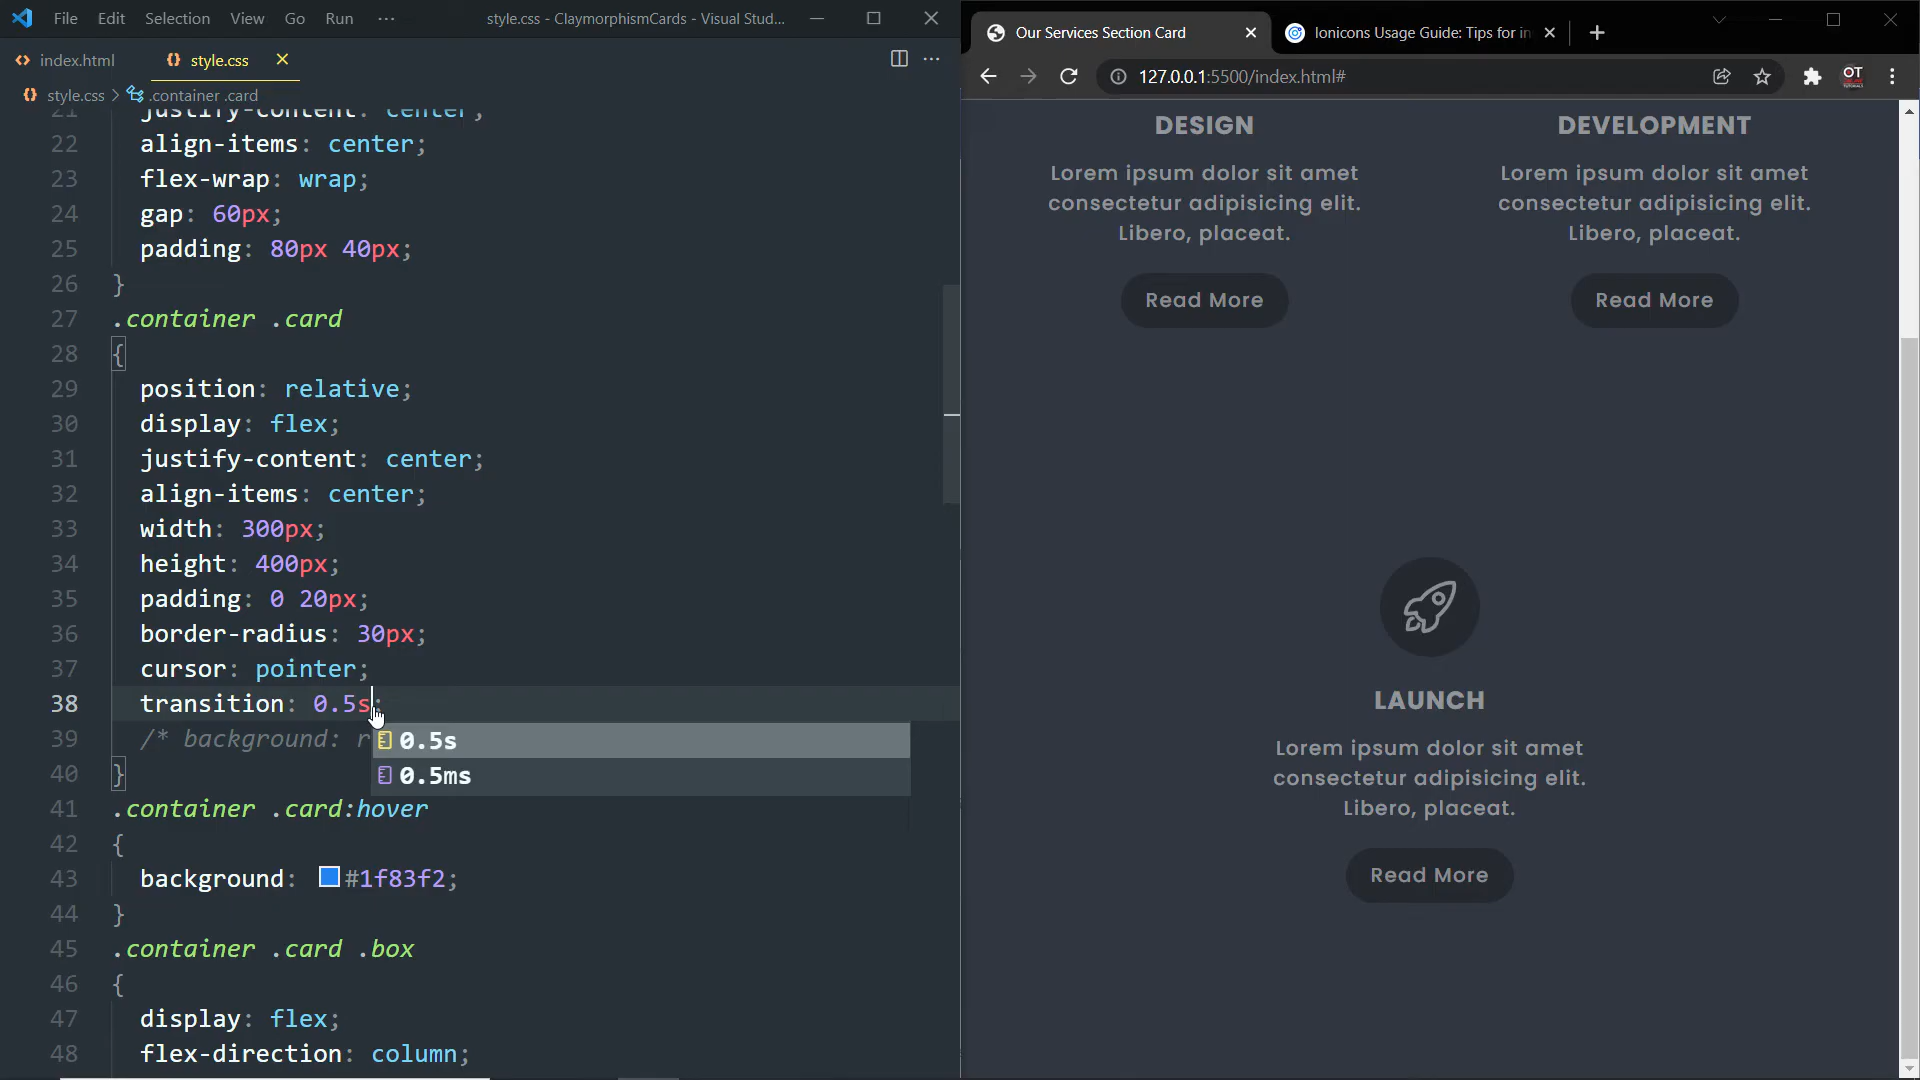 File Edit Selection View Go Run ··· style.css - ClaymorphismCards - Visual Stud...
index.html style.css
style.css > .container .card
21 justify-content: center;
22 align-items: center;
23 flex-wrap: wrap;
24 gap: 60px;
25 padding: 80px 40px;
26 }
27 .container .card
28 {
29 position: relative;
30 display: flex;
31 justify-content: center;
32 align-items: center;
33 width: 300px;
34 height: 400px;
35 padding: 0 20px;
36 border-radius: 30px;
37 cursor: pointer;
38 transition: 0.5s;
39 /* background: r
0.5s
0.5ms
40 }
41 .container .card:hover
42 {
43 background: #1f83f2;
44 }
45 .container .card .box
46 {
47 display: flex;
48 flex-direction: column;
Our Services Section Card
Ionicons Usage Guide: Tips for in
127.0.0.1:5500/index.html#
OT
DESIGN
Lorem ipsum dolor sit amet
consectetur adipisicing elit.
Libero, placeat.
Read More
DEVELOPMENT
Lorem ipsum dolor sit amet
consectetur adipisicing elit.
Libero, placeat.
Read More
LAUNCH
Lorem ipsum dolor sit amet
consectetur adipisicing elit.
Libero, placeat.
Read More